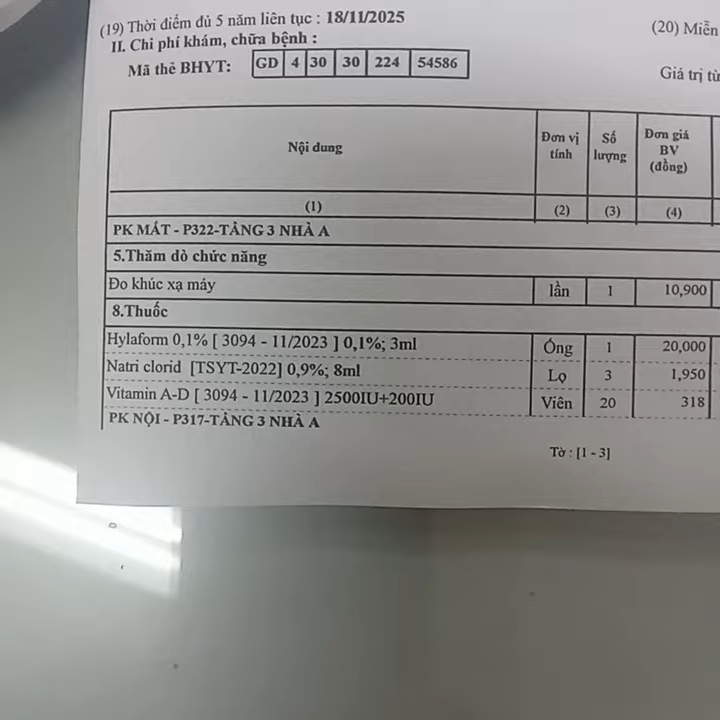 (19) Thời điểm đủ 5 năm liên tục : 18/11/2025
(20) Miễn
II. Chi phí khám, chữa bệnh :
Mã thẻ BHYT: GD 4 30 30 224 54586
Giá trị từ
Nội dung Đơn vị tính Số lượng Đơn giá BV (đồng)
(1) (2) (3) (4)
PK MẮT - P322-TẦNG 3 NHÀ A
5.Thăm dò chức năng
Đo khúc xạ máy lần 1 10,900
8.Thuốc
Hylaform 0,1% [ 3094 - 11/2023 ] 0,1%; 3ml Ống 1 20,000
Natri clorid [TSYT-2022] 0,9%; 8ml Lọ 3 1,950
Vitamin A-D [ 3094 - 11/2023 ] 2500IU+200IU Viên 20 318
PK NỘI - P317-TẦNG 3 NHÀ A
Tờ : [1 - 3]